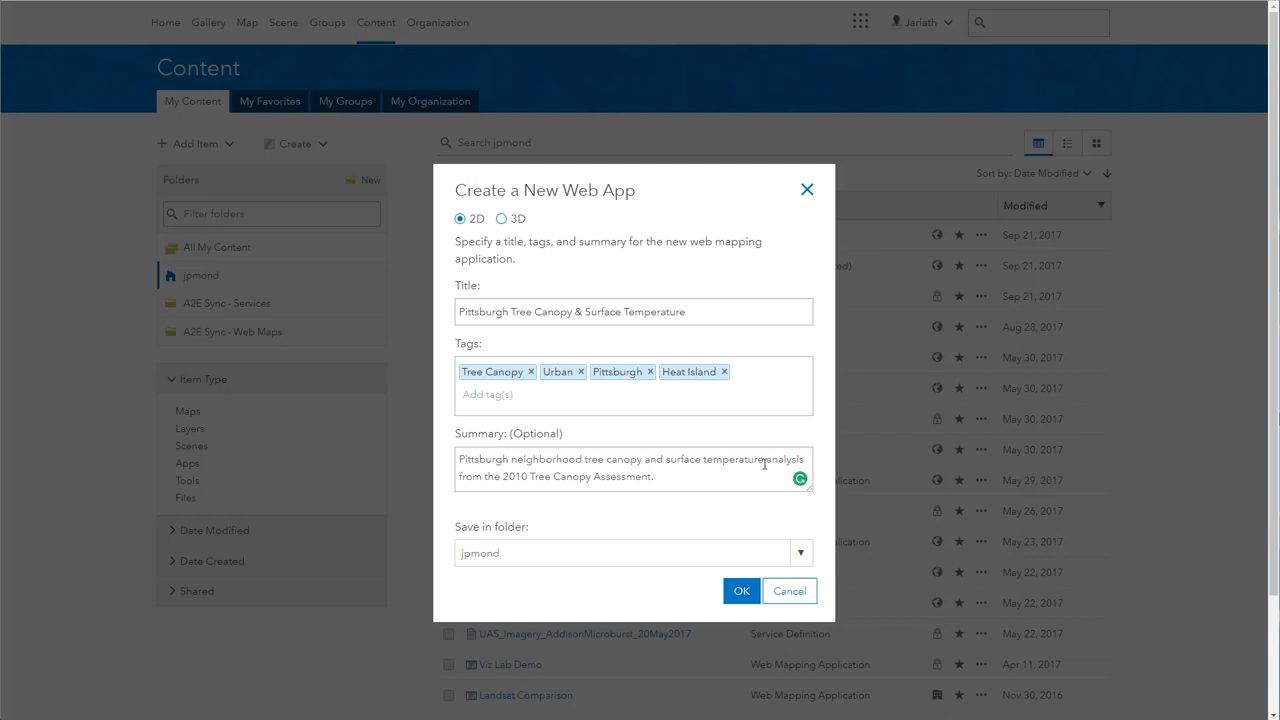 Home Gallery Map Scene Groups Content Organization Jarlath
Content
My Content My Favorites My Groups My Organization
Add Item Create Search jpmond
Folders New
Sort by: Date Modified
Filter folders
Modified
All My Content
jpmond
A2E Sync - Services
A2E Sync - Web Maps
Item Type
Maps
Layers
Scenes
Apps
Tools
Files
Date Modified
Date Created
Shared
Create a New Web App
2D 3D
Specify a title, tags, and summary for the new web mapping
application.
Title:
Pittsburgh Tree Canopy & Surface Temperature
Tags:
Tree Canopy × Urban × Pittsburgh × Heat Island ×
Add tag(s)
Summary: (Optional)
Pittsburgh neighborhood tree canopy and surface temperature analysis
from the 2010 Tree Canopy Assessment.
Save in folder:
jpmond
OK Cancel
Sep 21, 2017
ed) Sep 21, 2017
Sep 21, 2017
Aug 28, 2017
May 30, 2017
May 30, 2017
May 30, 2017
May 30, 2017
ication May 29, 2017
May 26, 2017
ication May 23, 2017
May 22, 2017
May 22, 2017
UAS_Imagery_AddisonMicroburst_20May2017 Service Definition May 22, 2017
Viz Lab Demo Web Mapping Application Apr 11, 2017
Landsat Comparison Web Mapping Application Nov 30, 2016